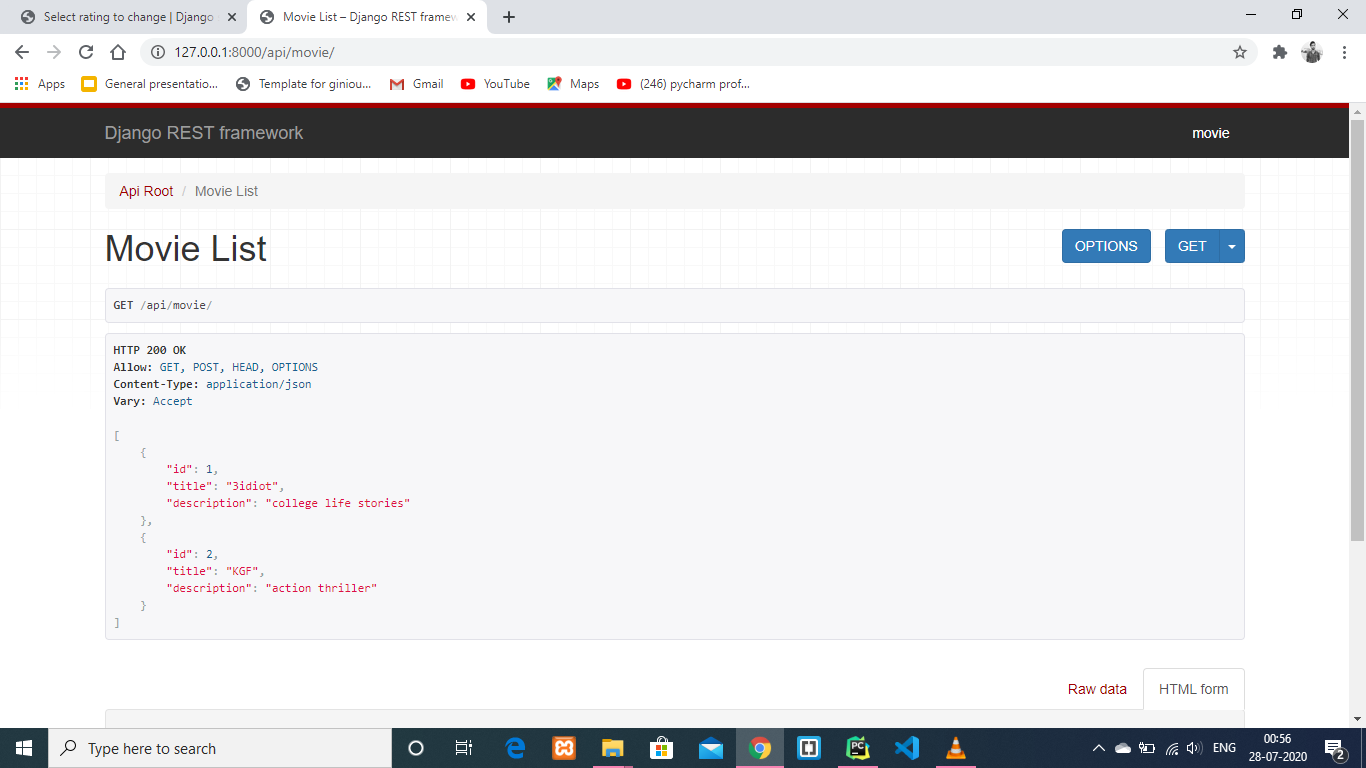 Select rating to change | Django
Movie List – Django REST framew
127.0.0.1:8000/api/movie/
Apps
General presentatio...
Template for giniou...
Gmail
YouTube
Maps
(246) pycharm prof...
Django REST framework
movie
Api Root / Movie List
Movie List
OPTIONS
GET
GET /api/movie/
HTTP 200 OK
Allow: GET, POST, HEAD, OPTIONS
Content-Type: application/json
Vary: Accept
[
{
"id": 1,
"title": "3idiot",
"description": "college life stories"
},
{
"id": 2,
"title": "KGF",
"description": "action thriller"
}
]
Raw data
HTML form
Type here to search
PC
ENG
00:56
28-07-2020
2